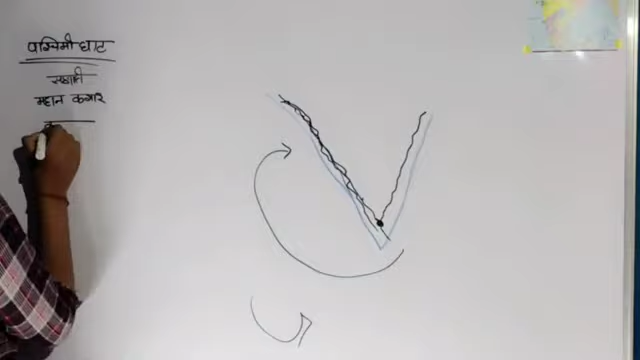 पश्चिमी घाट
सह्याद्री
महान कगार